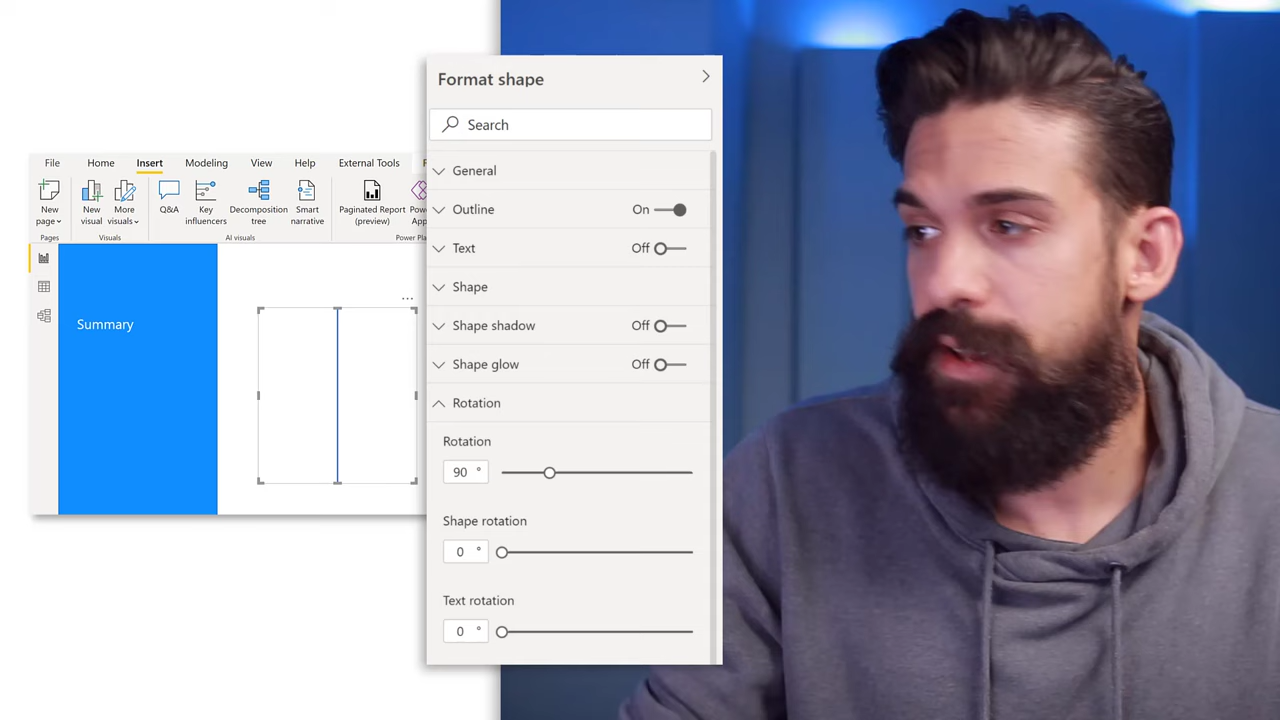 File Home Insert Modeling View Help External Tools
New page New visual More visuals Q&A Key influencers Decomposition tree Smart narrative Paginated Report (preview)
Pages Visuals AI visuals
Summary
Format shape
Search
General
Outline On
Text Off
Shape
Shape shadow Off
Shape glow Off
Rotation
Rotation
90 °
Shape rotation
0 °
Text rotation
0 °